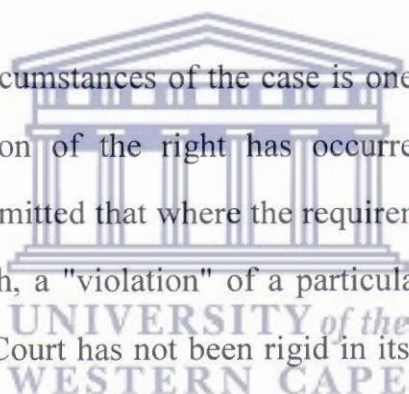 cumstances of the case is one
on of the right has occurre
mitted that where the requiren
h, a "violation" of a particula
UNIVERSITY of the
Court has not been rigid in its
WESTERN CAPE